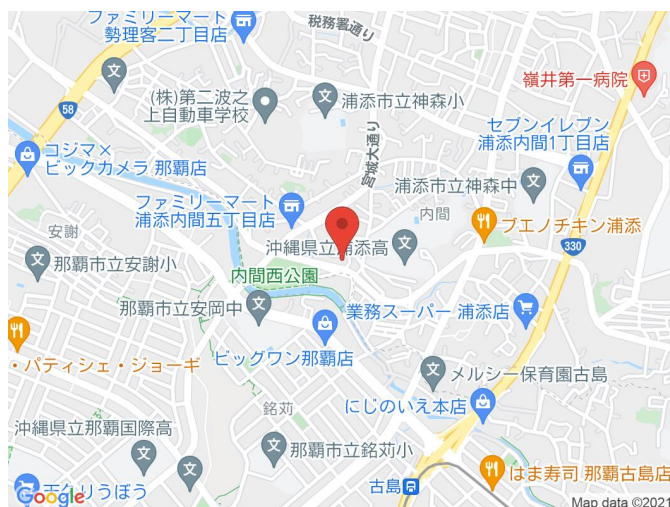 ファミリーマート
勢理客二丁目店
税務署通り
嶺井第一病院
58
(株)第二波之
上自動車学校
浦添市立神森小
宮城大通り
コジマ×
ビックカメラ 那覇店
セブンイレブン
浦添内間1丁目店
ファミリーマート
浦添内間五丁目店
浦添市立神森中
内間
安謝
プエノチキン浦添
沖縄県立浦添高
330
那覇市立安謝小
内間西公園
那覇市立安岡中
業務スーパー 浦添店
ビッグワン那覇店
・パティシェ・ジョーギ
メルシー保育園古島
銘苅
にじのいえ本店
沖縄県立那覇国際高
那覇市立銘苅小
はま寿司 那覇古島店
古島
りうぼう
Google
Map data ©2021